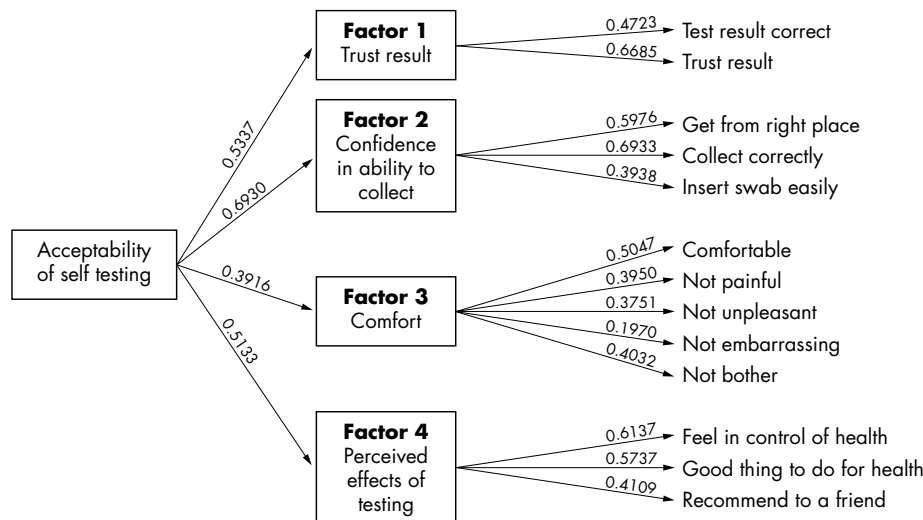 Factor 1
Trust result
0.4723
Test result correct
0.6685
Trust result
0.5337
Factor 2
Confidence
in ability to
collect
0.5976
Get from right place
0.6933
Collect correctly
0.3938
Insert swab easily
0.6930
Acceptability
of self testing
0.3916
Factor 3
Comfort
0.5047
Comfortable
0.3950
Not painful
0.3751
Not unpleasant
0.1970
Not embarrassing
0.4032
Not bother
0.5133
Factor 4
Perceived
effects of
testing
0.6137
Feel in control of health
0.5737
Good thing to do for health
0.4109
Recommend to a friend